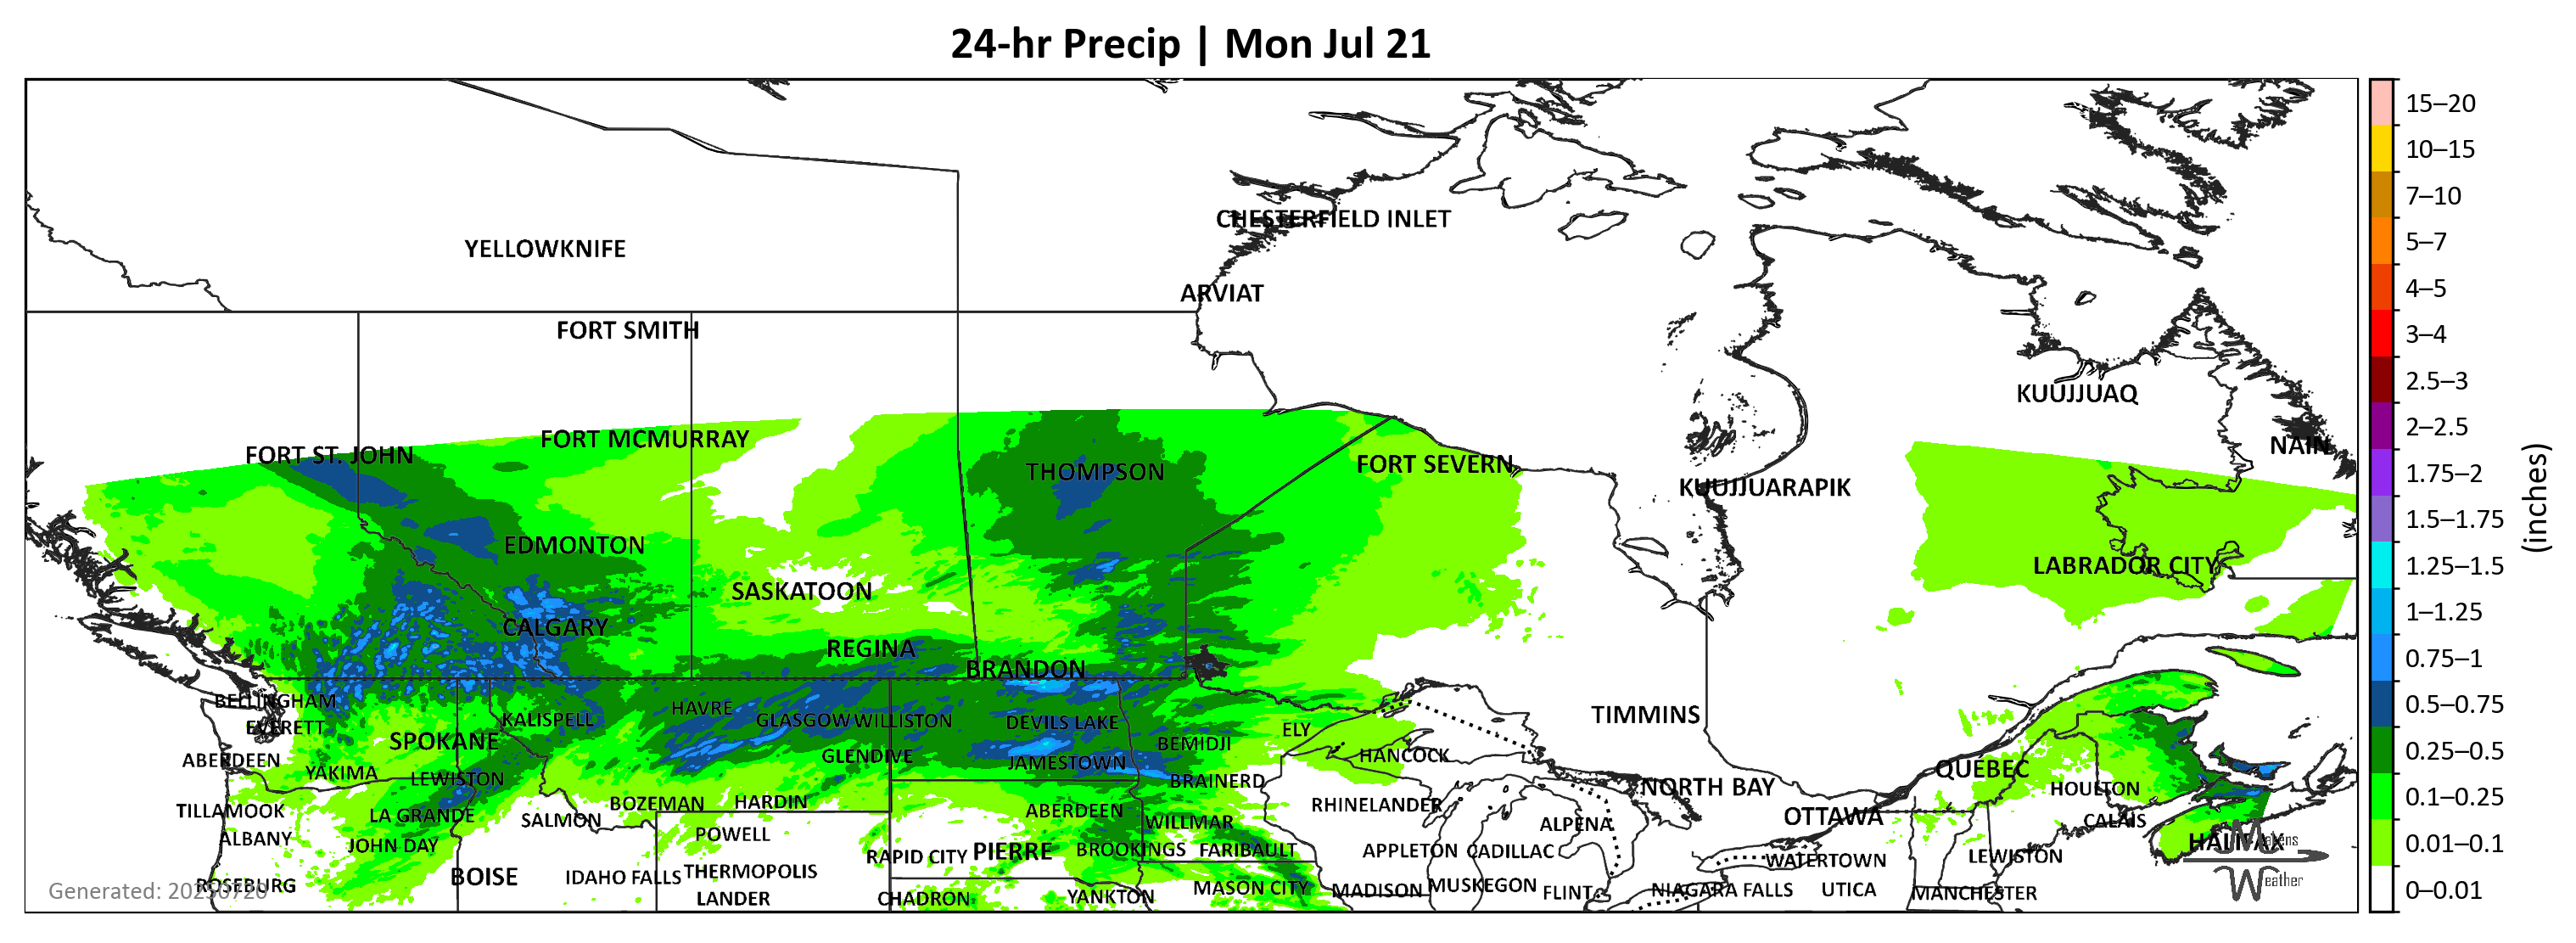 24-hr Precip | Mon Jul 21
15–20
10–15
7–10
5–7
4–5
3–4
2.5–3
2–2.5
1.75–2
1.5–1.75
1.25–1.5
1–1.25
0.75–1
0.5–0.75
0.25–0.5
0.1–0.25
0.01–0.1
0–0.01
(inches)
CHESTERFIELD INLET
YELLOWKNIFE
ARVIAT
FORT SMITH
KUUJJUAQ
FORT MCMURRAY
NAIN
FORT ST. JOHN
FORT SEVERN
THOMPSON
KUUJJUARAPIK
EDMONTON
LABRADOR CITY
SASKATOON
CALGARY
REGINA
BRANDON
BELLINGHAM
HAVRE
TIMMINS
KALISPELL
GLASGOW
WILLISTON
DEVILS LAKE
EVERETT
ELY
SPOKANE
BEMIDJI
GLENDIVE
HANCOCK
ABERDEEN
JAMESTOWN
QUEBEC
YAKIMA
LEWISTON
BRAINERD
NORTH BAY
HOULTON
BOZEMAN
HARDIN
RHINELANDER
TILLAMOOK
ABERDEEN
LA GRANDE
OTTAWA
SALMON
WILLMAR
CALAIS
ALPENA
POWELL
ALBANY
HALIFAX
JOHN DAY
BROOKINGS
FARIBAULT
APPLETON
CADILLAC
PIERRE
RAPID CITY
LEWISTON
WATERTOWN
THERMOPOLIS
BOISE
IDAHO FALLS
ROSEBURG
MASON CITY
MADISON
MUSKEGON
FLINT
NIAGARA FALLS
UTICA
MANCHESTER
LANDER
CHADRON
YANKTON
Generated: 20250720
Weather